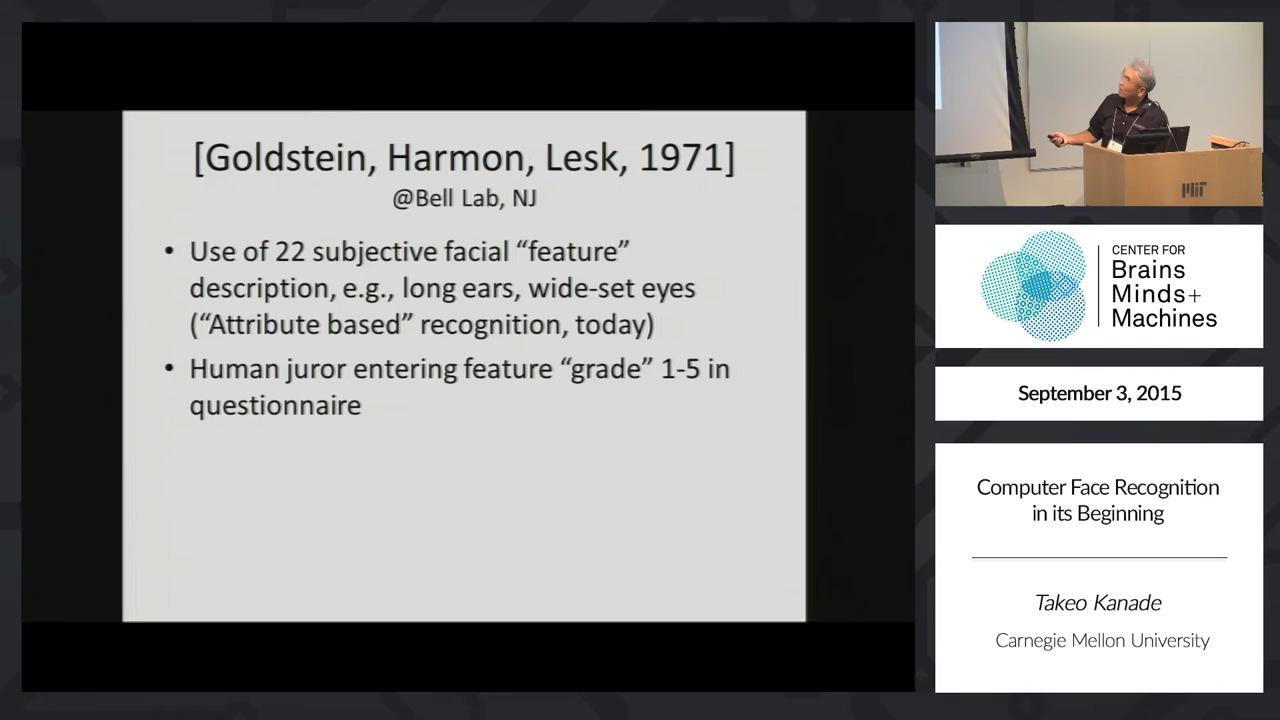 [Goldstein, Harmon, Lesk, 1971]
@Bell Lab, NJ
• Use of 22 subjective facial “feature”
description, e.g., long ears, wide-set eyes
(“Attribute based” recognition, today)
• Human juror entering feature “grade” 1-5 in
questionnaire
MIT
CENTER FOR
Brains
Minds+
Machines
September 3, 2015
Computer Face Recognition
in its Beginning
Takeo Kanade
Carnegie Mellon University